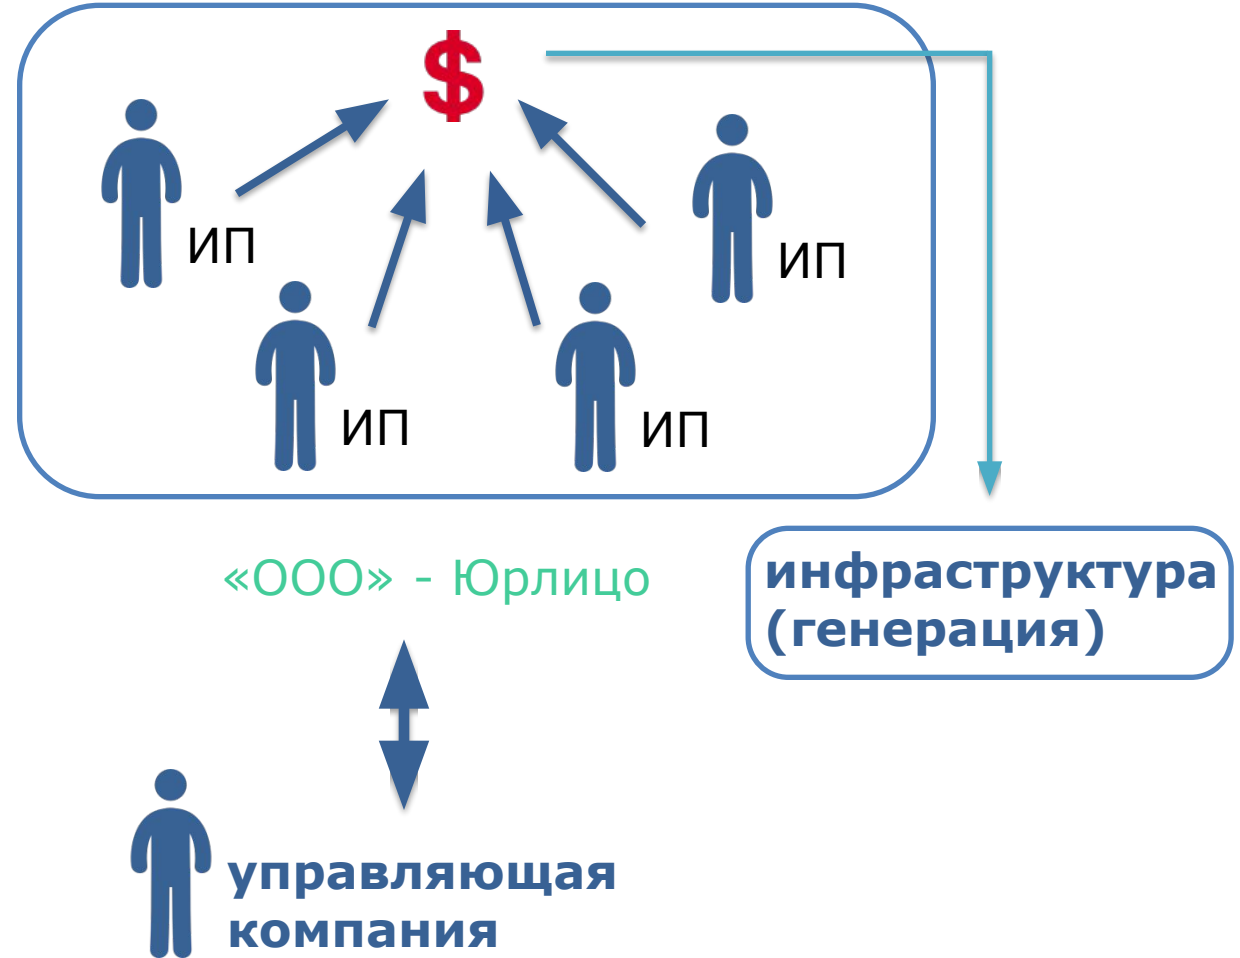 $
ИП
ИП
ИП
ИП
«ООО» - Юрлицо
инфраструктура
(генерация)
управляющая
компания